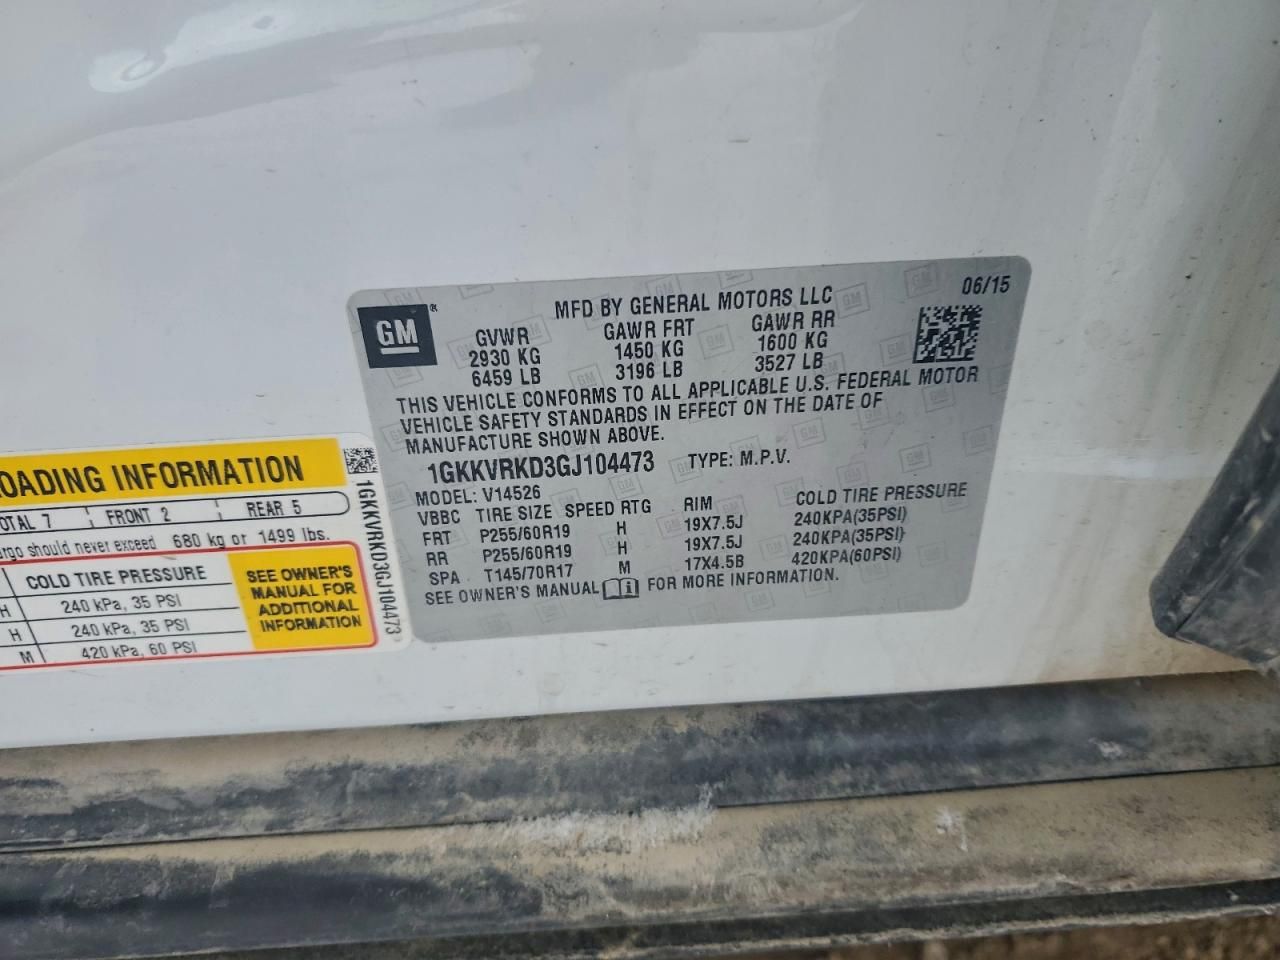 GM®
MFD BY GENERAL MOTORS LLC
06/15
GVWR GAWR FRT GAWR RR
2930 KG 1450 KG 1600 KG
6459 LB 3196 LB 3527 LB
THIS VEHICLE CONFORMS TO ALL APPLICABLE U.S. FEDERAL MOTOR
VEHICLE SAFETY STANDARDS IN EFFECT ON THE DATE OF
MANUFACTURE SHOWN ABOVE.
1GKKVRKD3GJ104473 TYPE: M.P.V.
MODEL: V14526
VBBC TIRE SIZE SPEED RTG RIM COLD TIRE PRESSURE
FRT P255/60R19 H 19X7.5J 240KPA(35PSI)
RR P255/60R19 H 19X7.5J 240KPA(35PSI)
SPA T145/70R17 M 17X4.5B 420KPA(60PSI)
SEE OWNER'S MANUAL FOR MORE INFORMATION.
OADING INFORMATION
OTAL 7 FRONT 2 REAR 5
argo should never exceed 680 kg or 1499 lbs.
COLD TIRE PRESSURE
H 240 kPa, 35 PSI
H 240 kPa, 35 PSI
M 420 kPa, 60 PSI
SEE OWNER'S
MANUAL FOR
ADDITIONAL
INFORMATION
1GKKVRKD3GJ104473